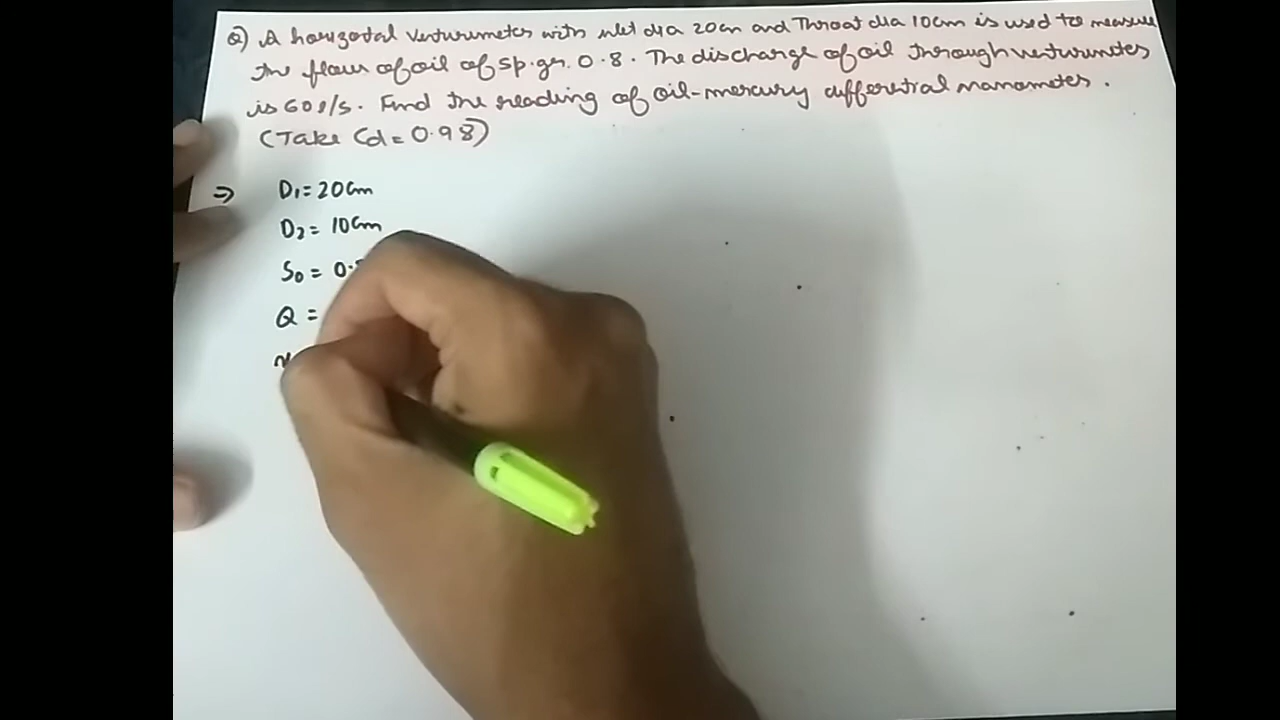 Q) A horizotal Venturimeter with inlet dia 20cm and Throat dia 10cm is used to measure
the flow of oil of sp.gr. 0.8. The discharge of oil through venturimeter
is 60 l/s. Find the reading of oil-mercury differential manometer.
(Take Cd = 0.98)
⇒ D1 = 20cm
D2 = 10cm
S0 = 0.
Q =